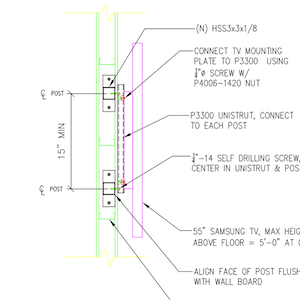 (N) HSS3x3x1/8
CONNECT TV MOUNTING
PLATE TO P3300 USING
¼"ø SCREW W/
P4006-1420 NUT
℄ POST
P3300 UNISTRUT, CONNECT
TO EACH POST
15" MIN
¼"-14 SELF DRILLING SCREW,
CENTER IN UNISTRUT & POS
℄ POST
55" SAMSUNG TV, MAX HEIG
ABOVE FLOOR = 5'-0" AT
ALIGN FACE OF POST FLUSH
WITH WALL BOARD